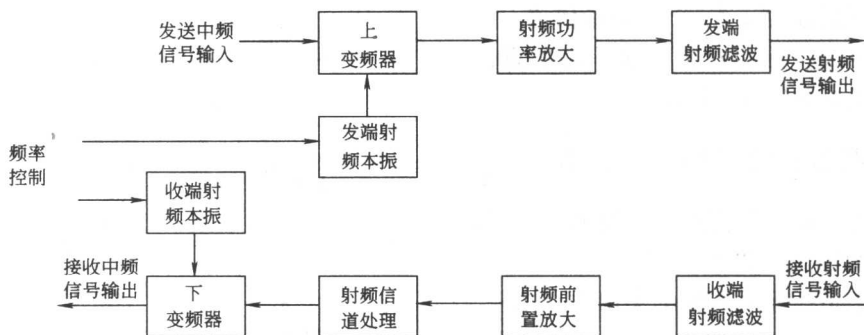 发送中频
信号输入
上
变频器
射频功
率放大
发端
射频滤波
发送射频
信号输出
发端射
频本振
频率
控制
收端射
频本振
接收中频
信号输出
下
变频器
射频信
道处理
射频前
置放大
收端
射频滤波
接收射频
信号输入